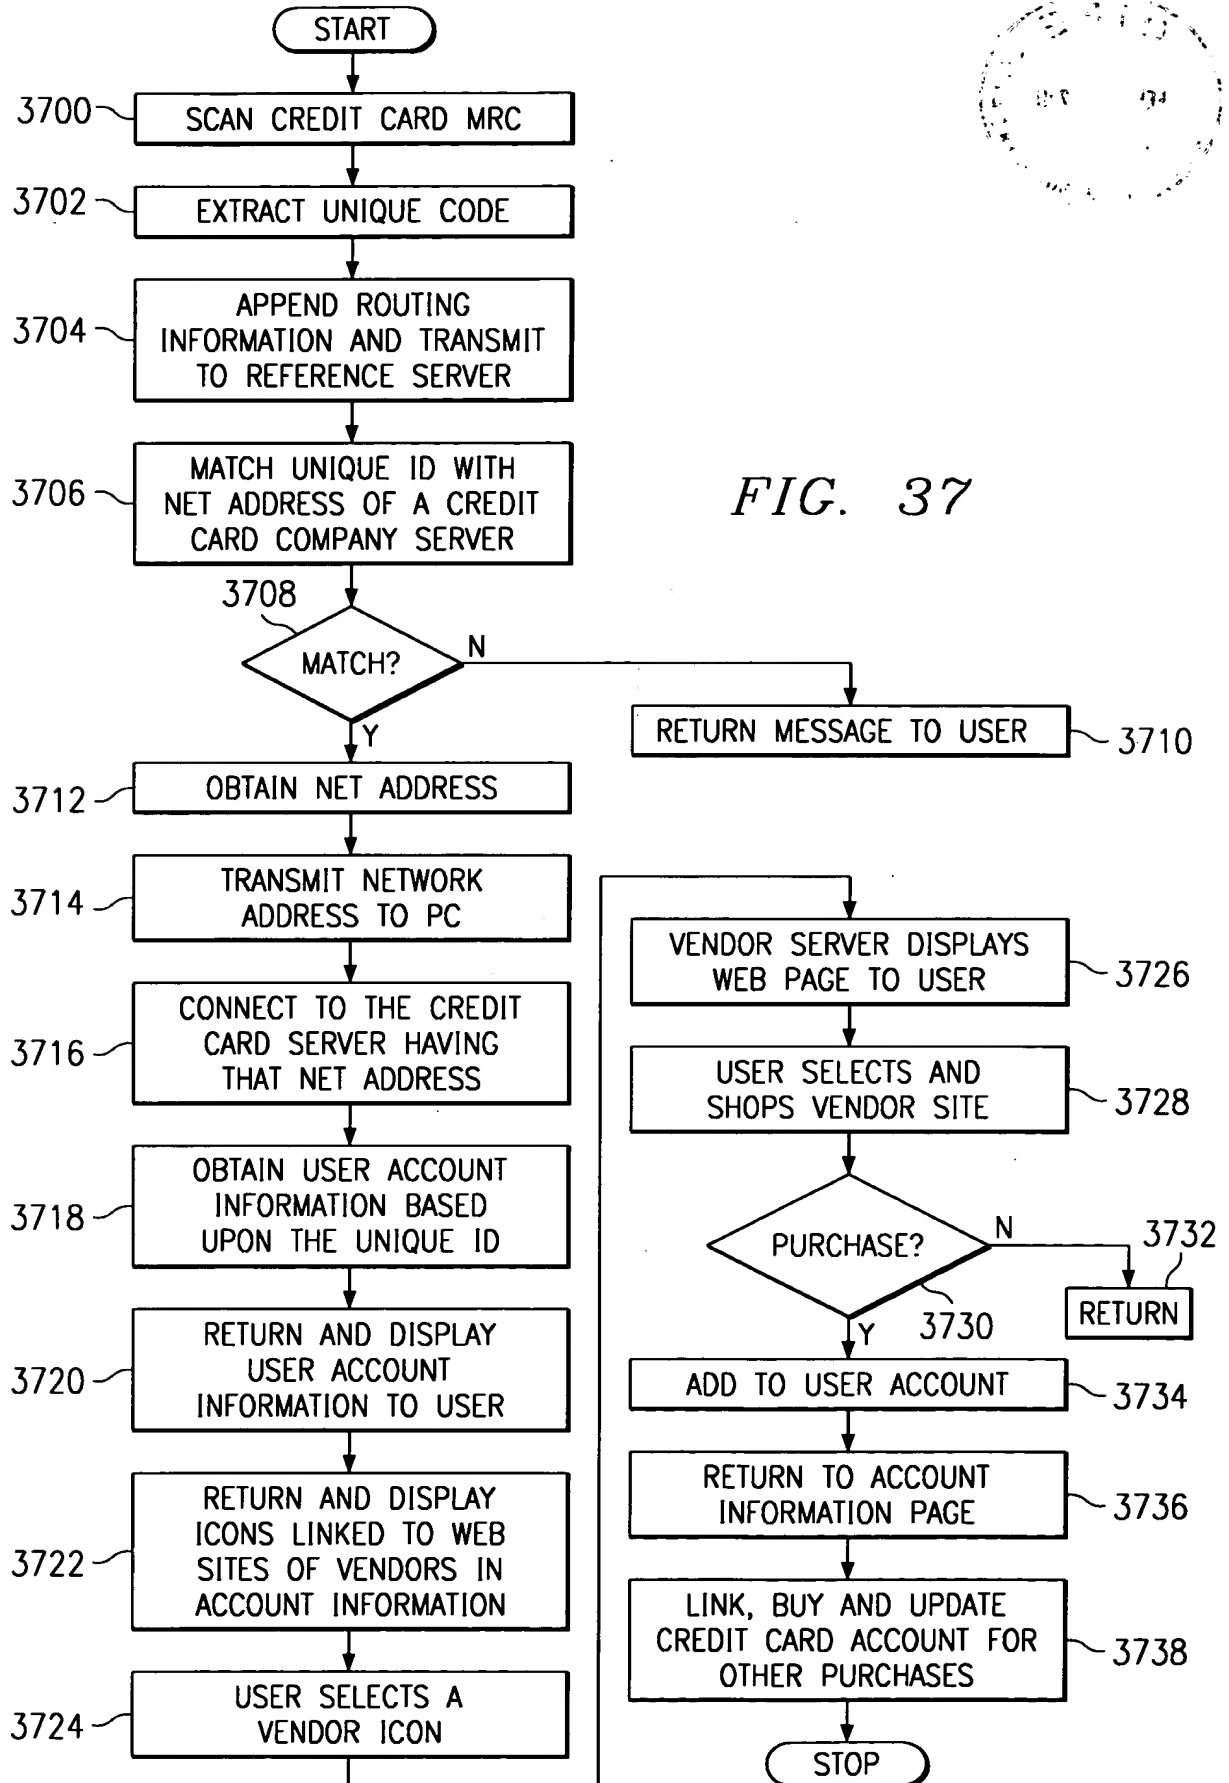 START
3700
SCAN CREDIT CARD MRC
3702
EXTRACT UNIQUE CODE
3704
APPEND ROUTING
INFORMATION AND TRANSMIT
TO REFERENCE SERVER
3706
MATCH UNIQUE ID WITH
NET ADDRESS OF A CREDIT
CARD COMPANY SERVER
FIG. 37
3708
MATCH?
N
Y
RETURN MESSAGE TO USER
3710
3712
OBTAIN NET ADDRESS
3714
TRANSMIT NETWORK
ADDRESS TO PC
3716
CONNECT TO THE CREDIT
CARD SERVER HAVING
THAT NET ADDRESS
3718
OBTAIN USER ACCOUNT
INFORMATION BASED
UPON THE UNIQUE ID
3720
RETURN AND DISPLAY
USER ACCOUNT
INFORMATION TO USER
3722
RETURN AND DISPLAY
ICONS LINKED TO WEB
SITES OF VENDORS IN
ACCOUNT INFORMATION
3724
USER SELECTS A
VENDOR ICON
VENDOR SERVER DISPLAYS
WEB PAGE TO USER
3726
USER SELECTS AND
SHOPS VENDOR SITE
3728
PURCHASE?
N
3732
RETURN
3730
Y
ADD TO USER ACCOUNT
3734
RETURN TO ACCOUNT
INFORMATION PAGE
3736
LINK, BUY AND UPDATE
CREDIT CARD ACCOUNT FOR
OTHER PURCHASES
3738
STOP